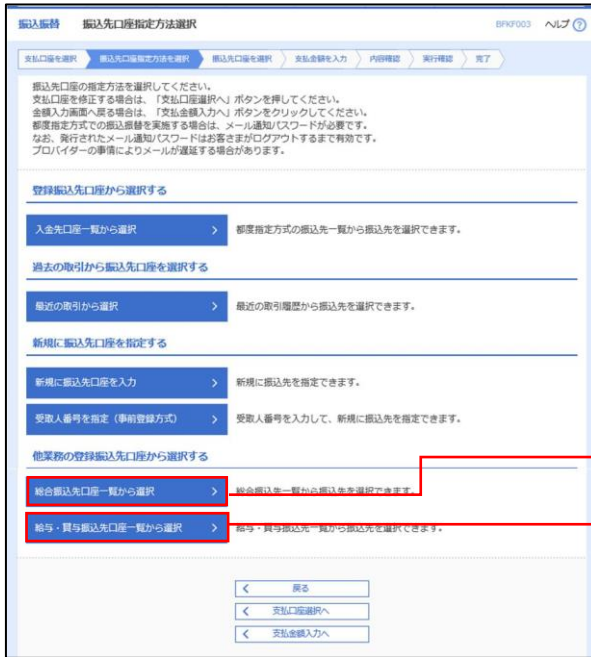 振込振替 振込先口座指定方法選択 BFKF003 ヘルプ ?
支払口座を選択 振込先口座指定方法を選択 振込先口座を選択 支払金額を入力 内容確認 実行確認 完了
振込先口座の指定方法を選択してください。
支払口座を修正する場合は、「支払口座選択へ」ボタンを押してください。
金額入力画面へ戻る場合は、「支払金額入力へ」ボタンをクリックしてください。
都度指定方式での振込振替を実施する場合は、メール通知パスワードが必要です。
なお、発行されたメール通知パスワードはお客さまがログアウトするまで有効です。
プロバイダーの事情によりメールが遅延する場合があります。
登録振込先口座から選択する
入金先口座一覧から選択 都度指定方式の振込先一覧から振込先を選択できます。
過去の取引から振込先口座を選択する
最近の取引から選択 最近の取引履歴から振込先を選択できます。
新規に振込先口座を指定する
新規に振込先口座を入力 新規に振込先を指定できます。
受取人番号を指定（事前登録方式） 受取人番号を入力して、新規に振込先を指定できます。
他業務の登録振込先口座から選択する
総合振込先口座一覧から選択 総合振込先一覧から振込先を選択できます。
給与・賞与振込先口座一覧から選択 給与・賞与振込先一覧から振込先を選択できます。
戻る
支払口座選択へ
支払金額入力へ